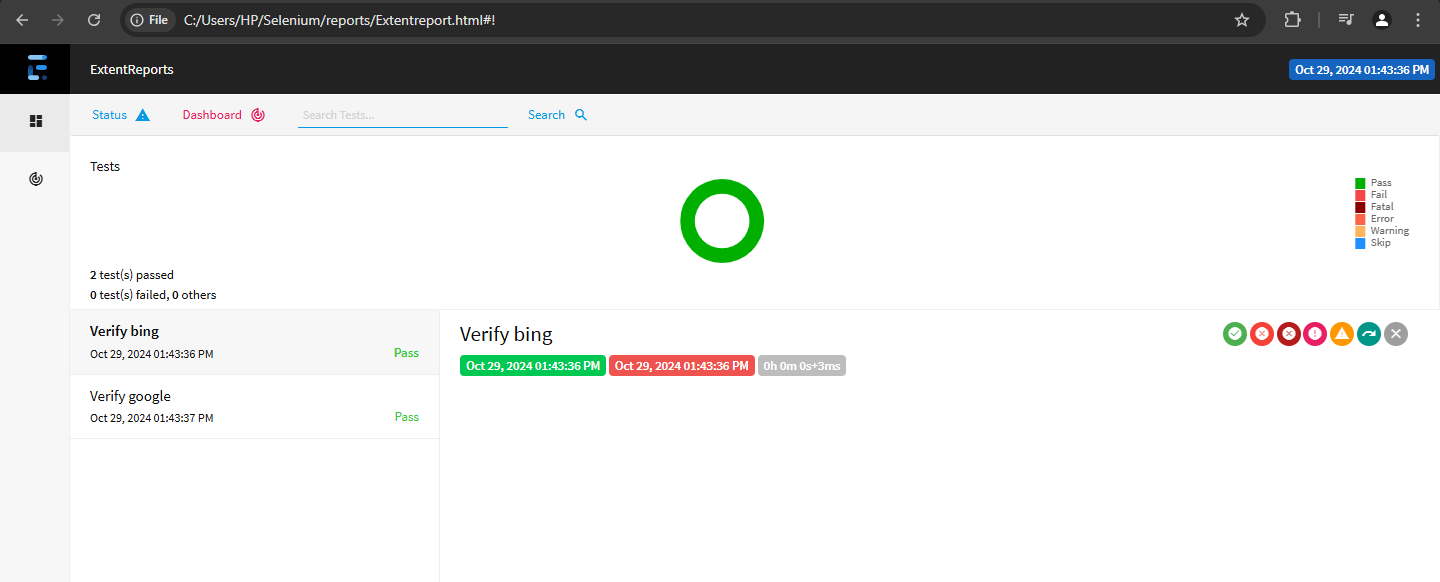 File C:/Users/HP/Selenium/reports/Extentreport.html#!
ExtentReports Oct 29, 2024 01:43:36 PM
Status Dashboard Search Tests... Search
Tests
Pass
Fail
Fatal
Error
Warning
Skip
2 test(s) passed
0 test(s) failed, 0 others
Verify bing
Oct 29, 2024 01:43:36 PM Pass
Verify google
Oct 29, 2024 01:43:37 PM Pass
Verify bing
Oct 29, 2024 01:43:36 PM Oct 29, 2024 01:43:36 PM 0h 0m 0s+3ms